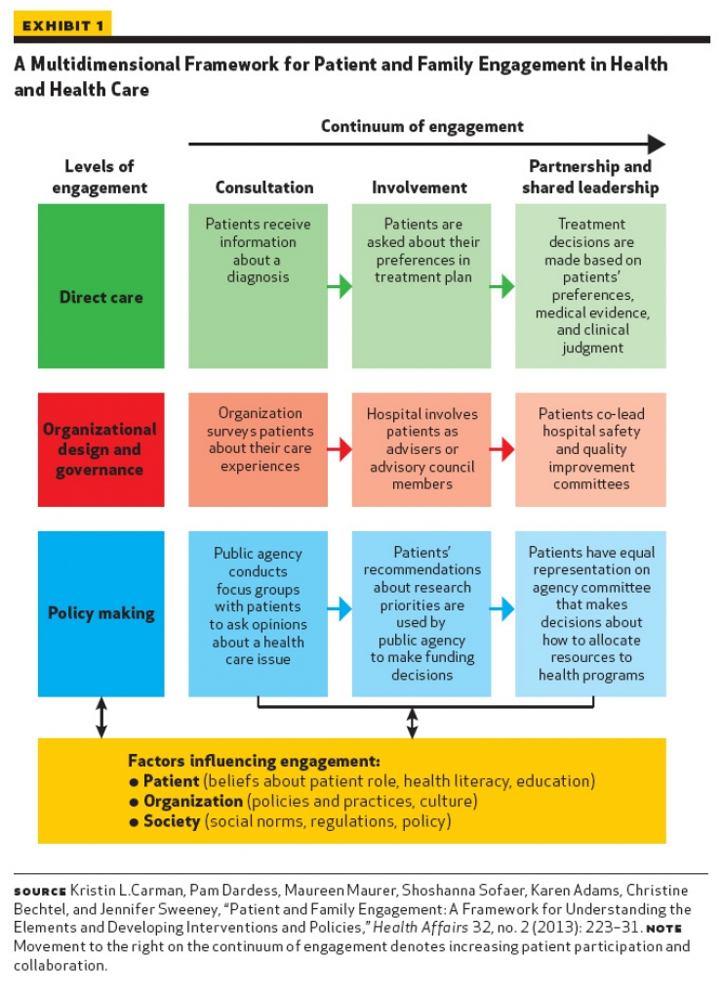 EXHIBIT 1
A Multidimensional Framework for Patient and Family Engagement in Health
and Health Care
Continuum of engagement
Levels of
engagement
Consultation
Involvement
Partnership and
shared leadership
Direct care
Patients receive
information
about a
diagnosis
Patients are
asked about their
preferences in
treatment plan
Treatment
decisions are
made based on
patients’
preferences,
medical evidence,
and clinical
judgment
Organizational
design and
governance
Organization
surveys patients
about their care
experiences
Hospital involves
patients as
advisers or
advisory council
members
Patients co-lead
hospital safety
and quality
improvement
committees
Policy making
Public agency
conducts
focus groups
with patients
to ask opinions
about a health
care issue
Patients’
recommendations
about research
priorities are
used by
public agency
to make funding
decisions
Patients have equal
representation on
agency committee
that makes
decisions about
how to allocate
resources to
health programs
Factors influencing engagement:
● Patient (beliefs about patient role, health literacy, education)
● Organization (policies and practices, culture)
● Society (social norms, regulations, policy)
SOURCE Kristin L.Carman, Pam Dardess, Maureen Maurer, Shoshanna Sofaer, Karen Adams, Christine
Bechtel, and Jennifer Sweeney, “Patient and Family Engagement: A Framework for Understanding the
Elements and Developing Interventions and Policies,” Health Affairs 32, no. 2 (2013): 223–31. NOTE
Movement to the right on the continuum of engagement denotes increasing patient participation and
collaboration.